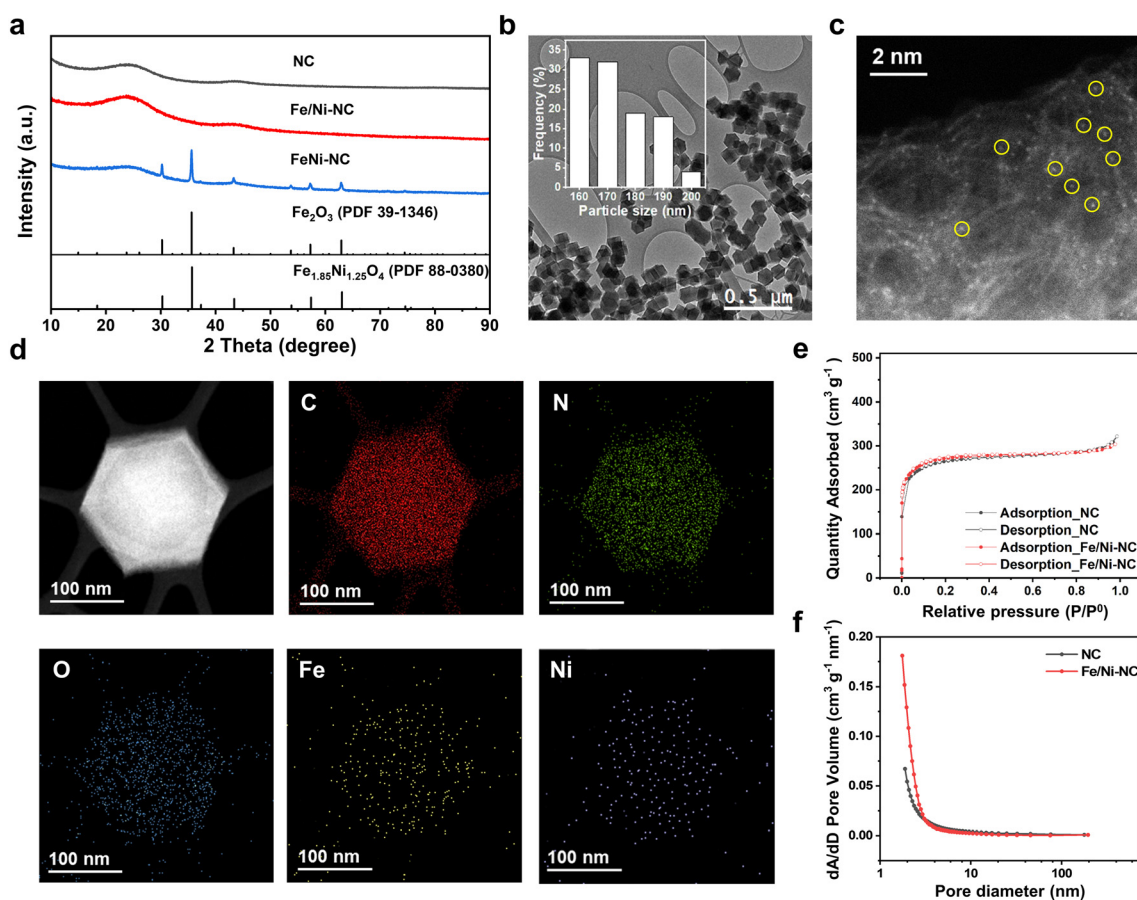 a
NC
Fe/Ni-NC
FeNi-NC
Fe₂O₃ (PDF 39-1346)
Fe₁.₈₅Ni₁.₂₅O₄ (PDF 88-0380)
Intensity (a.u.)
10 20 30 40 50 60 70 80 90
2 Theta (degree)
b
35
30
25
20
15
10
5
0
Frequency (%)
160 170 180 190 200
Particle size (nm)
0.5 μm
c
2 nm
d
100 nm
C
100 nm
N
100 nm
O
100 nm
Fe
100 nm
Ni
100 nm
e
500
400
300
200
100
0
Quantity Adsorbed (cm³ g⁻¹)
Adsorption_NC
Desorption_NC
Adsorption_Fe/Ni-NC
Desorption_Fe/Ni-NC
0.0 0.2 0.4 0.6 0.8 1.0
Relative pressure (P/P⁰)
f
0.20
0.15
0.10
0.05
0.00
dA/dD Pore Volume (cm³ g⁻¹ nm⁻¹)
NC
Fe/Ni-NC
1 10 100
Pore diameter (nm)